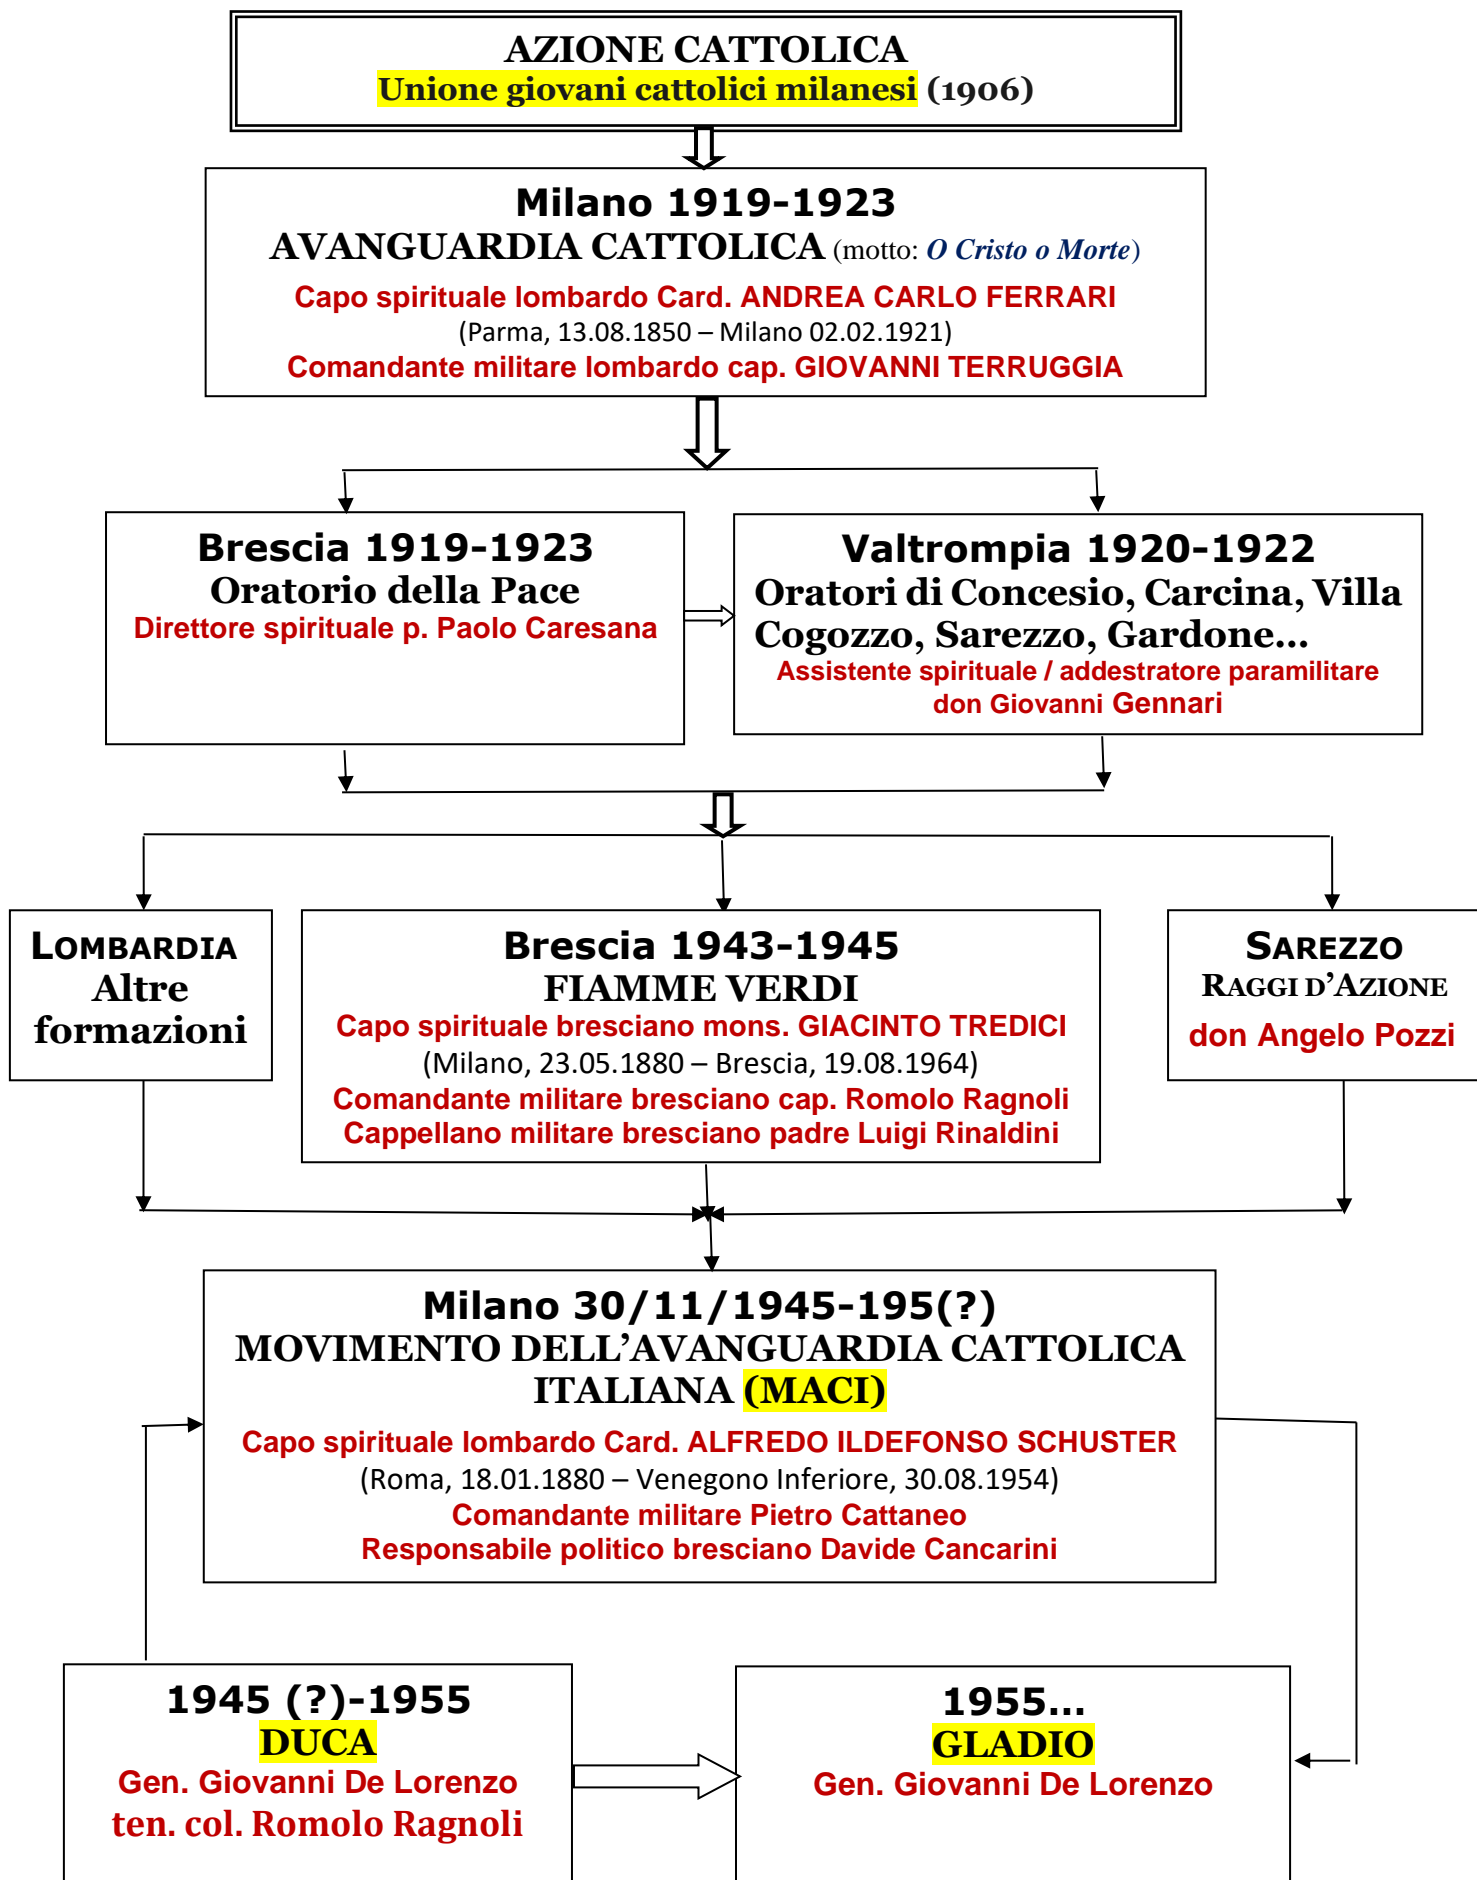 AZIONE CATTOLICA
Unione giovani cattolici milanesi (1906)
Milano 1919-1923
AVANGUARDIA CATTOLICA (motto: O Cristo o Morte)
Capo spirituale lombardo Card. ANDREA CARLO FERRARI
(Parma, 13.08.1850 – Milano 02.02.1921)
Comandante militare lombardo cap. GIOVANNI TERRUGGIA
Brescia 1919-1923
Oratorio della Pace
Direttore spirituale p. Paolo Caresana
Valtrompia 1920-1922
Oratori di Concesio, Carcina, Villa
Cogozzo, Sarezzo, Gardone…
Assistente spirituale / addestratore paramilitare
don Giovanni Gennari
LOMBARDIA
Altre
formazioni
Brescia 1943-1945
FIAMME VERDI
Capo spirituale bresciano mons. GIACINTO TREDICI
(Milano, 23.05.1880 – Brescia, 19.08.1964)
Comandante militare bresciano cap. Romolo Ragnoli
Cappellano militare bresciano padre Luigi Rinaldini
SAREZZO
RAGGI D’AZIONE
don Angelo Pozzi
Milano 30/11/1945-195(?)
MOVIMENTO DELL’AVANGUARDIA CATTOLICA
ITALIANA (MACI)
Capo spirituale lombardo Card. ALFREDO ILDEFONSO SCHUSTER
(Roma, 18.01.1880 – Venegono Inferiore, 30.08.1954)
Comandante militare Pietro Cattaneo
Responsabile politico bresciano Davide Cancarini
1945 (?)-1955
DUCA
Gen. Giovanni De Lorenzo
ten. col. Romolo Ragnoli
1955…
GLADIO
Gen. Giovanni De Lorenzo